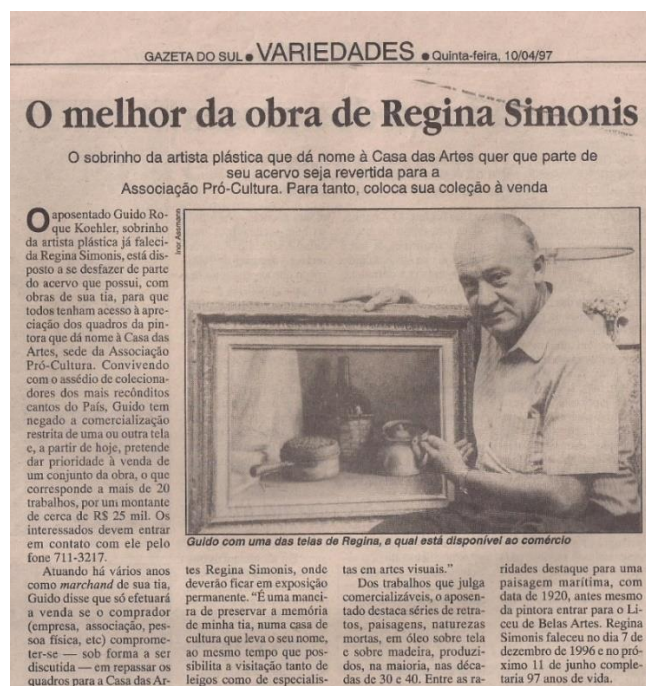 GAZETA DO SUL ● VARIEDADES ● Quinta-feira, 10/04/97
O melhor da obra de Regina Simonis
O sobrinho da artista plástica que dá nome à Casa das Artes quer que parte de
seu acervo seja revertida para a
Associação Pró-Cultura. Para tanto, coloca sua coleção à venda
O aposentado Guido Ro-
que Koehler, sobrinho
da artista plástica já faleci-
da Regina Simonis, está dis-
posto a se desfazer de parte
do acervo que possui, com
obras de sua tia, para que
todos tenham acesso à apre-
ciação dos quadros da pin-
tora que dá nome à Casa das
Artes, sede da Associação
Pró-Cultura. Convivendo
com o assédio de coleciona-
dores dos mais recônditos
cantos do País, Guido tem
negado a comercialização
restrita de uma ou outra tela
e, a partir de hoje, pretende
dar prioridade à venda de
um conjunto da obra, o que
corresponde a mais de 20
trabalhos, por um montante
de cerca de R$ 25 mil. Os
interessados devem entrar
em contato com ele pelo
fone 711-3217.
Atuando há vários anos
como marchand de sua tia,
Guido disse que só efetuará
a venda se o comprador
(empresa, associação, pes-
soa física, etc) comprome-
ter-se — sob forma a ser
discutida — em repassar os
quadros para a Casa das Ar-
Inor Assmann
Guido com uma das telas de Regina, a qual está disponível ao comércio
tes Regina Simonis, onde
deverão ficar em exposição
permanente. “É uma manei-
ra de preservar a memória
de minha tia, numa casa de
cultura que leva o seu nome,
ao mesmo tempo que pos-
sibilita a visitação tanto de
leigos como de especialis-
tas em artes visuais.”
Dos trabalhos que julga
comercializáveis, o aposen-
tado destaca séries de retra-
tos, paisagens, naturezas
mortas, em óleo sobre tela
e sobre madeira, produzi-
dos, na maioria, nas déca-
das de 30 e 40. Entre as ra-
ridades destaque para uma
paisagem marítima, com
data de 1920, antes mesmo
da pintora entrar para o Li-
ceu de Belas Artes. Regina
Simonis faleceu no dia 7 de
dezembro de 1996 e no pró-
ximo 11 de junho comple-
taria 97 anos de vida.